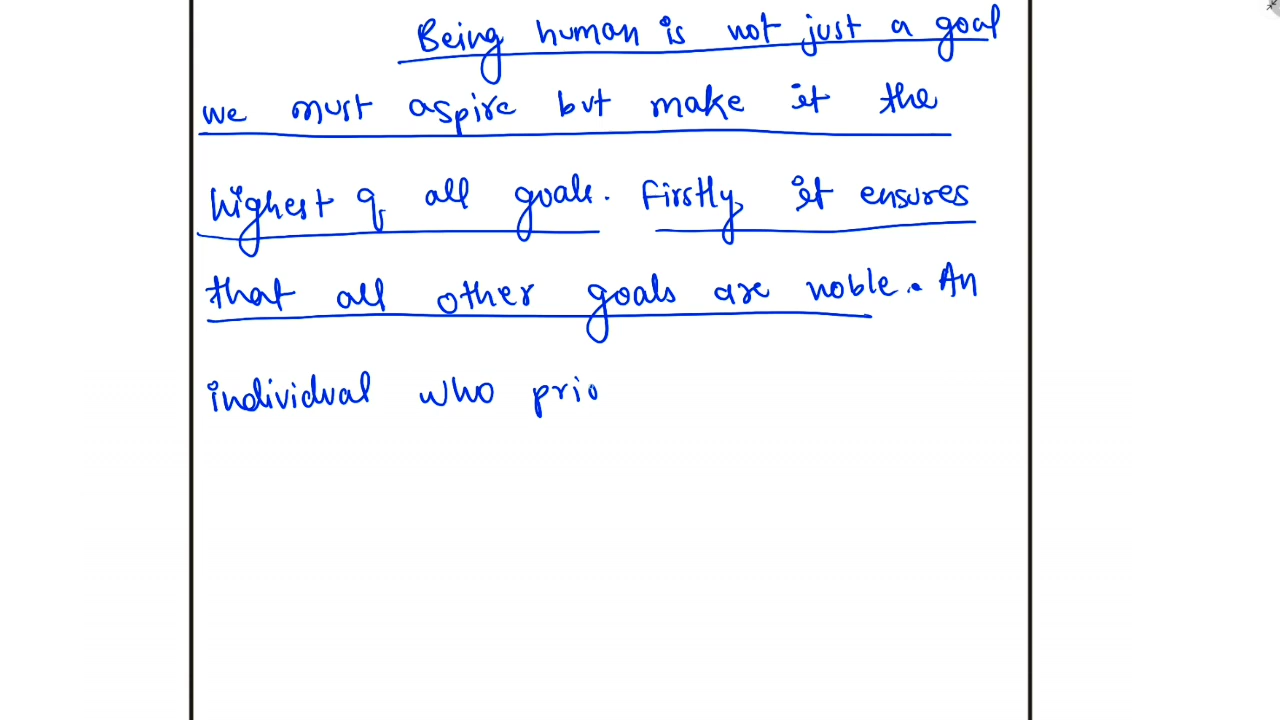 Being human is not just a goal
we must aspire but make it the
highest of all goals. Firstly, it ensures
that all other goals are noble. An
individual who prio